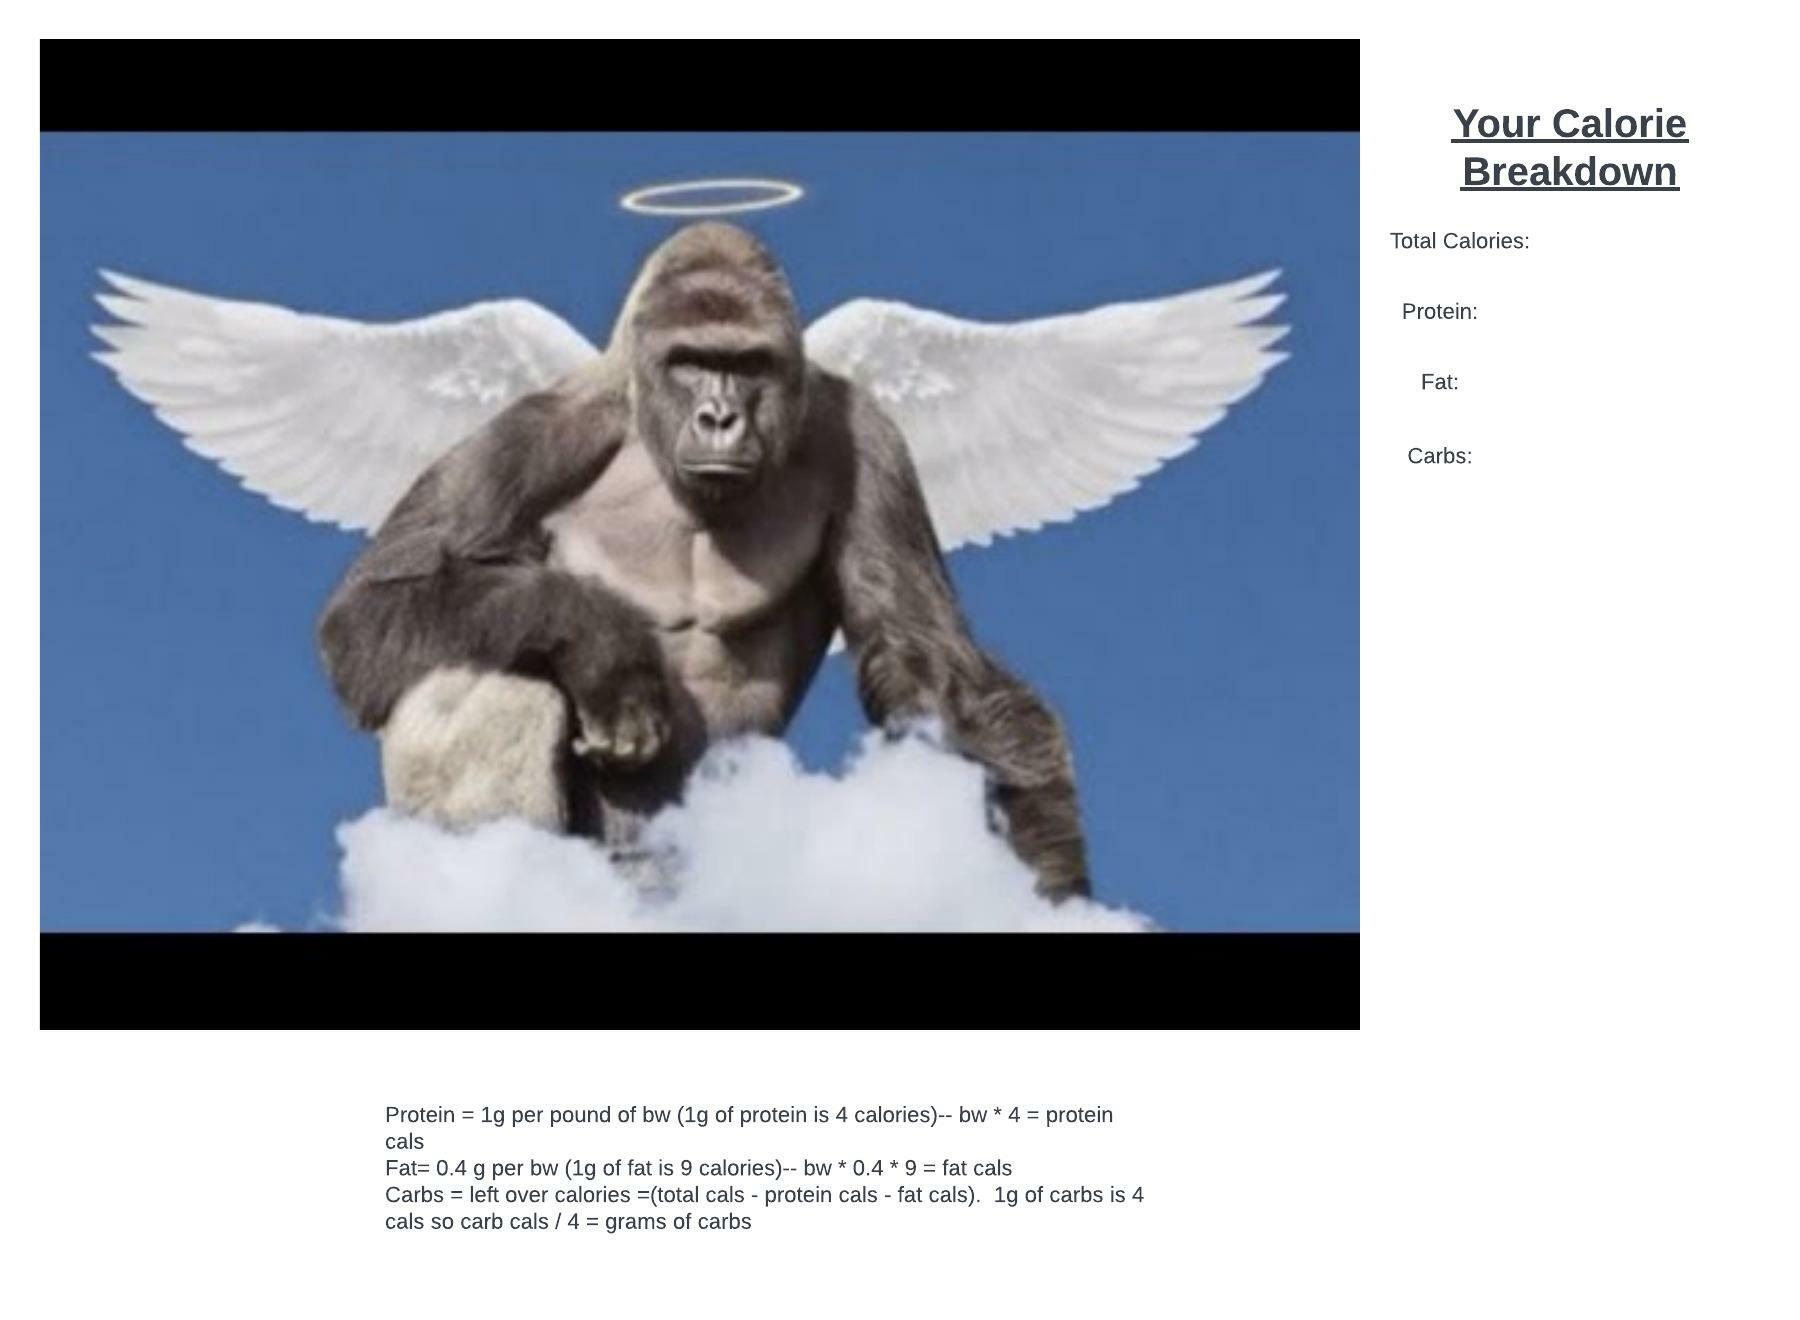 Your Calorie
Breakdown
Total Calories:
Protein:
Fat:
Carbs:
Protein = 1g per pound of bw (1g of protein is 4 calories)-- bw * 4 = protein
cals
Fat= 0.4 g per bw (1g of fat is 9 calories)-- bw * 0.4 * 9 = fat cals
Carbs = left over calories =(total cals - protein cals - fat cals).  1g of carbs is 4
cals so carb cals / 4 = grams of carbs